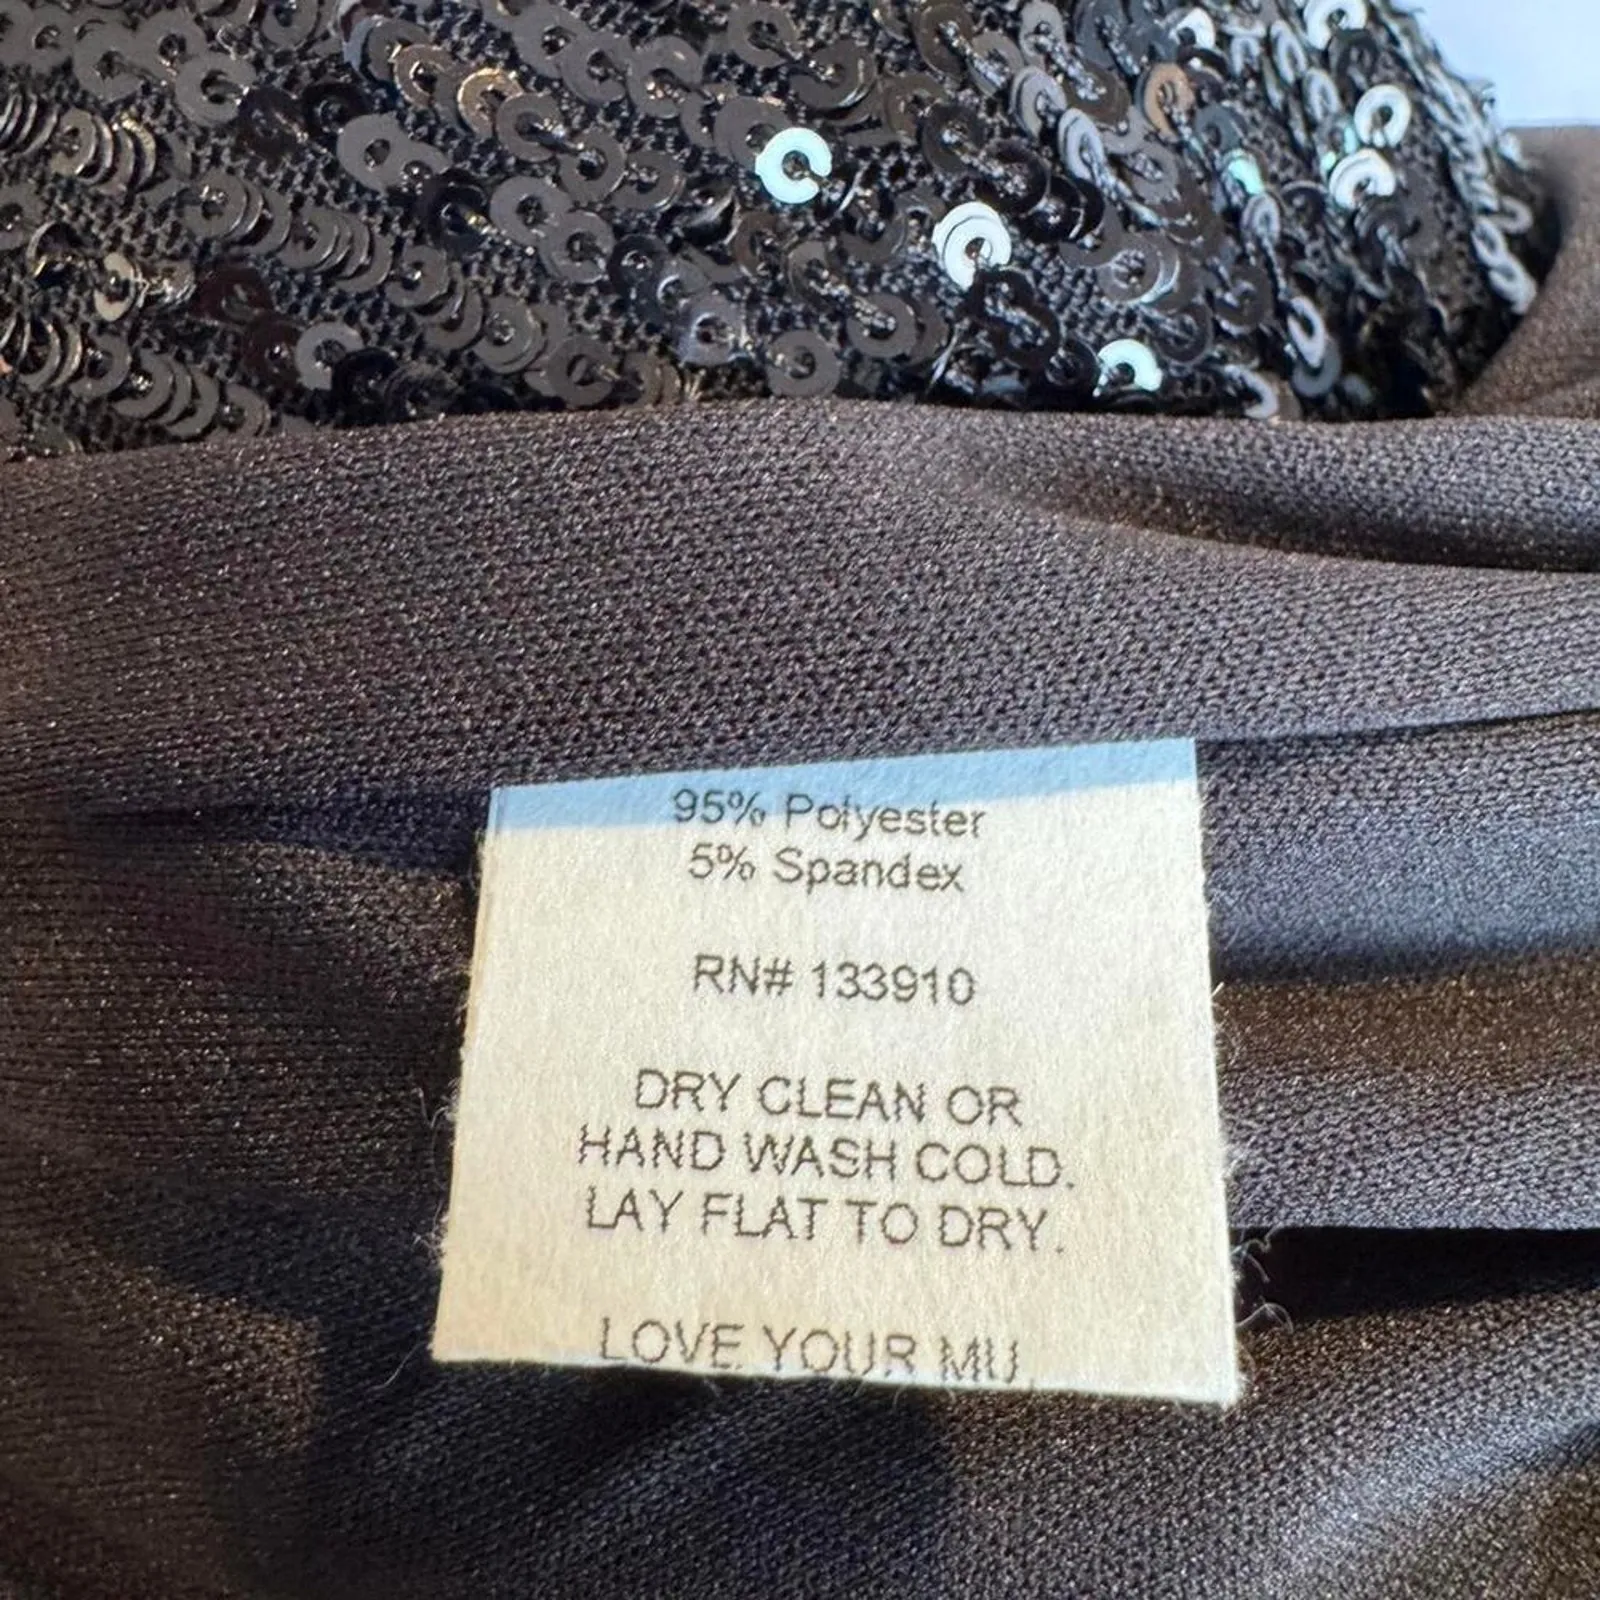 95% Polyester
5% Spandex
RN# 133910
DRY CLEAN OR
HAND WASH COLD.
LAY FLAT TO DRY.
LOVE YOUR MU